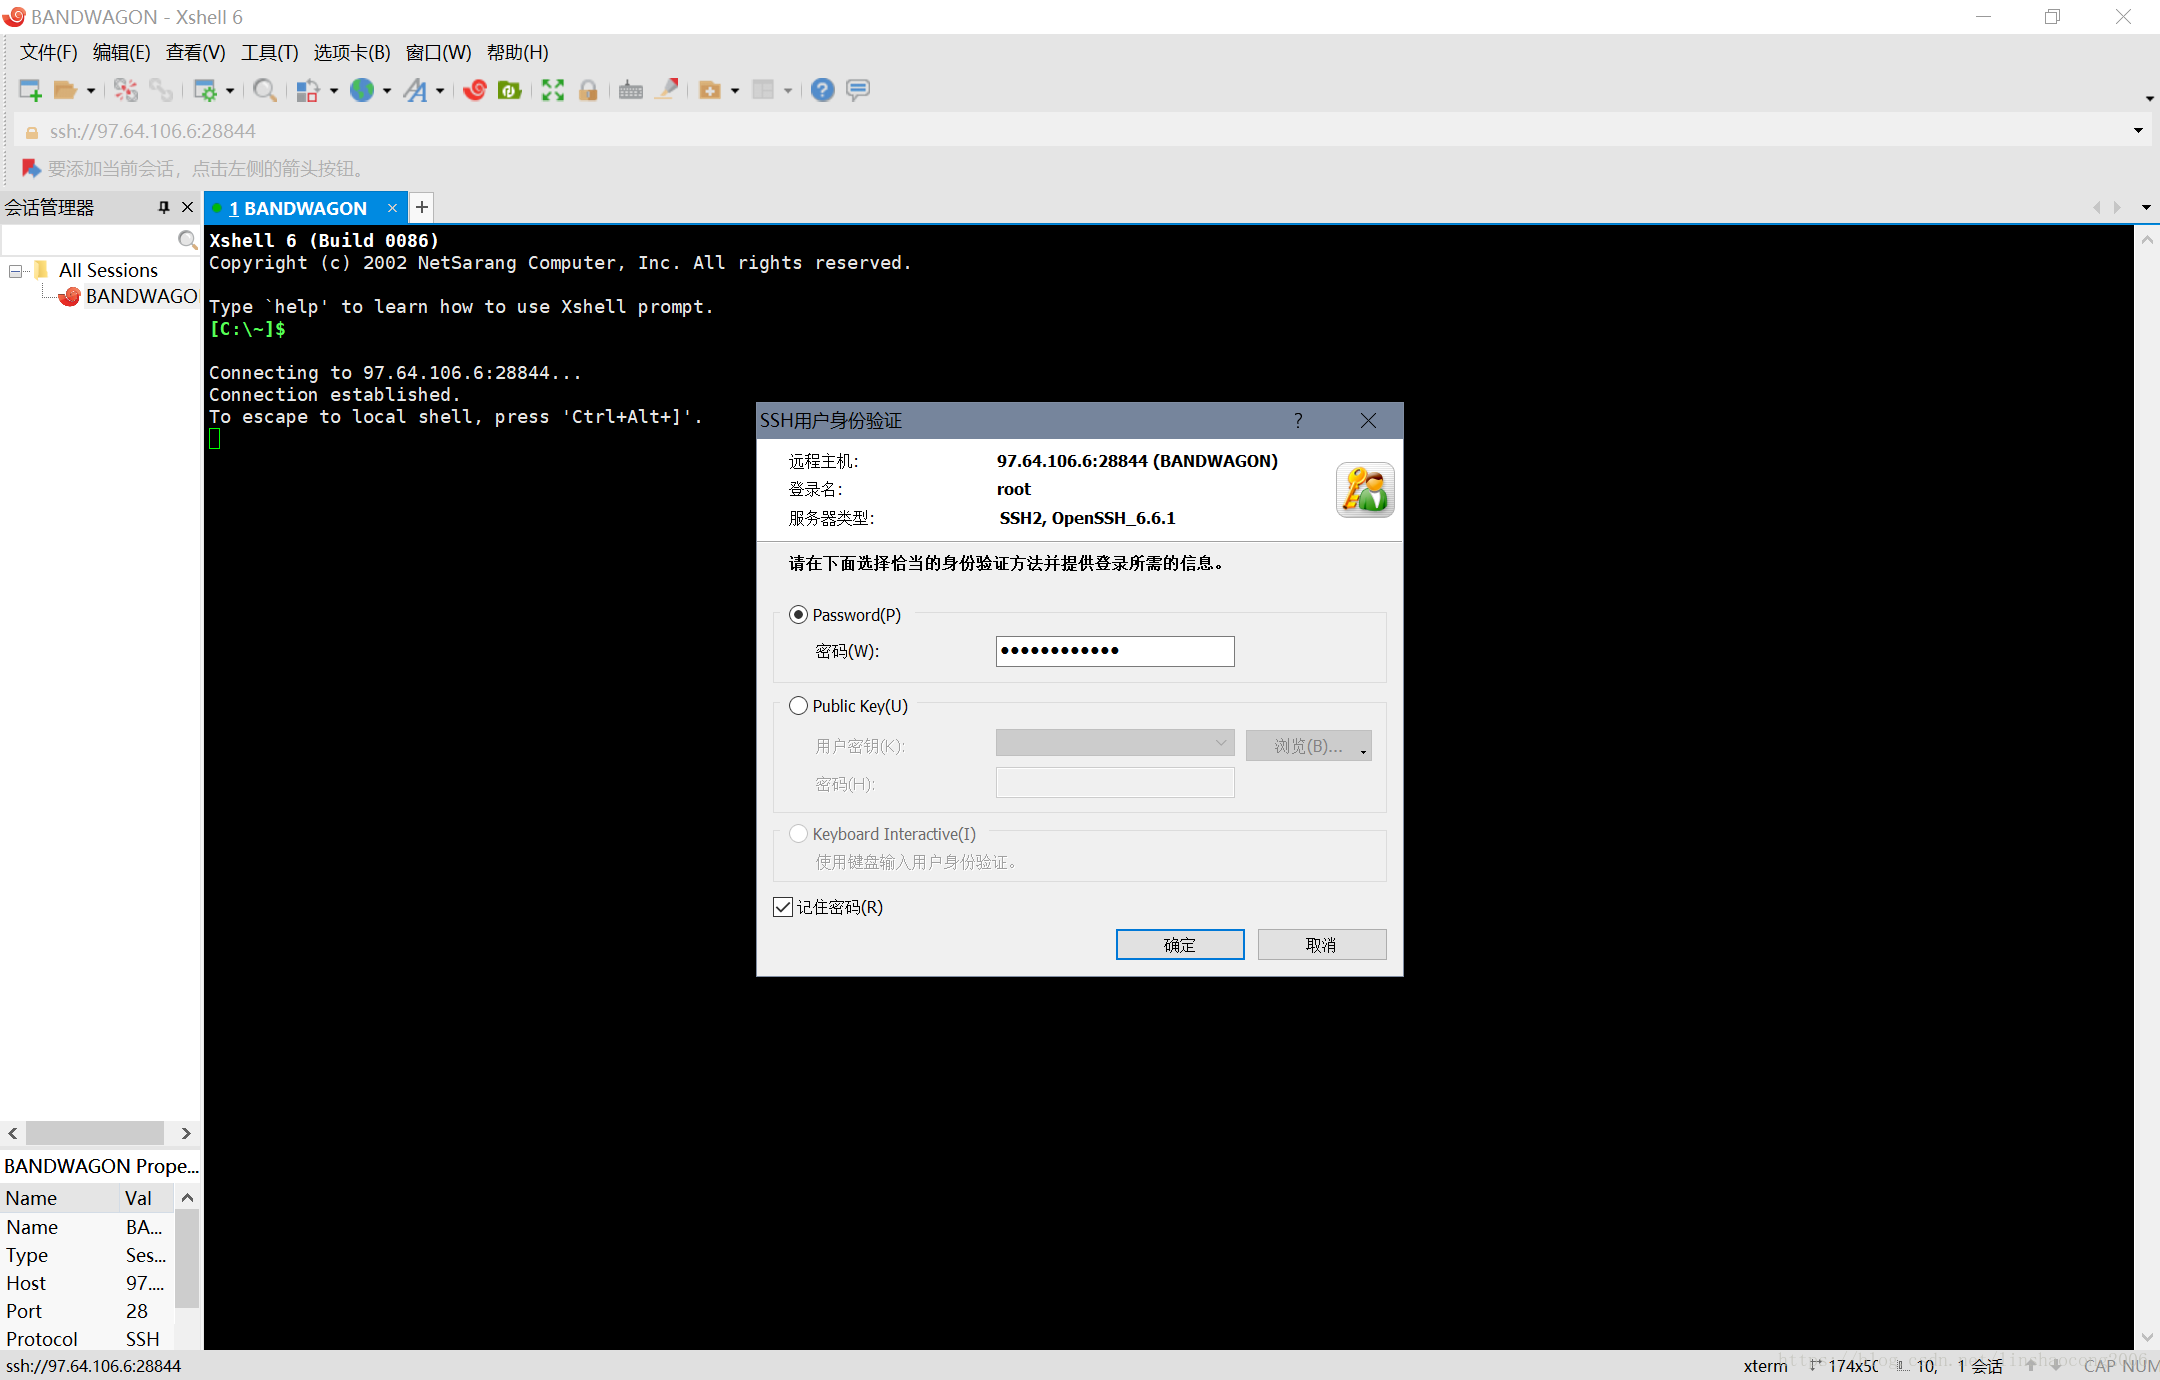 BANDWAGON - Xshell 6
文件(F) 编辑(E) 查看(V) 工具(T) 选项卡(B) 窗口(W) 帮助(H)
ssh://97.64.106.6:28844
要添加当前会话，点击左侧的箭头按钮。
会话管理器
1 BANDWAGON
All Sessions
BANDWAGO
Xshell 6 (Build 0086)
Copyright (c) 2002 NetSarang Computer, Inc. All rights reserved.
Type `help' to learn how to use Xshell prompt.
[C:\~]$
Connecting to 97.64.106.6:28844...
Connection established.
To escape to local shell, press 'Ctrl+Alt+]'.
SSH用户身份验证
远程主机: 97.64.106.6:28844 (BANDWAGON)
登录名: root
服务器类型: SSH2, OpenSSH_6.6.1
请在下面选择恰当的身份验证方法并提供登录所需的信息。
Password(P)
密码(W): ●●●●●●●●●●●●
Public Key(U)
用户密钥(K): 浏览(B)...
密码(H):
Keyboard Interactive(I)
使用键盘输入用户身份验证。
记住密码(R)
确定 取消
BANDWAGON Prope...
Name Val
Name BA...
Type Ses...
Host 97....
Port 28
Protocol SSH
ssh://97.64.106.6:28844
xterm 174x50 10, 1 会话 CAP NUM